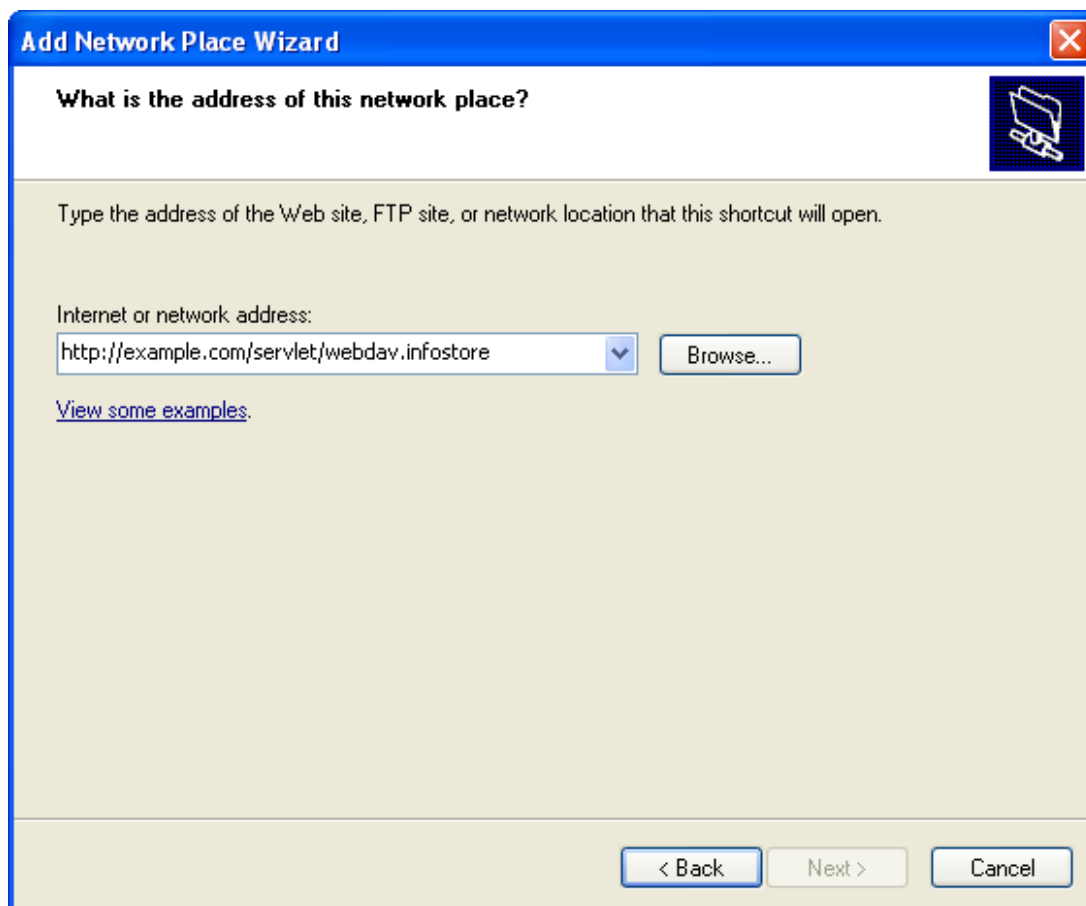 Add Network Place Wizard
What is the address of this network place?
Type the address of the Web site, FTP site, or network location that this shortcut will open.
Internet or network address:
http://example.com/servlet/webdav.infostore
Browse...
View some examples.
< Back
Next >
Cancel